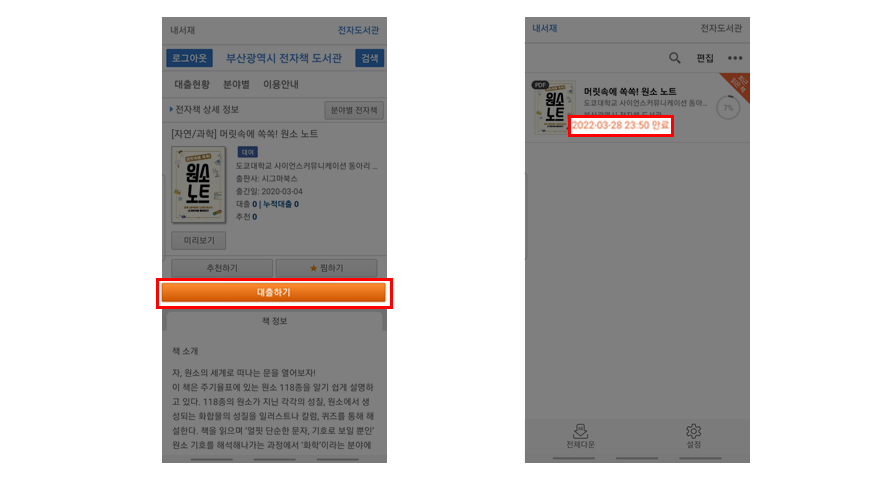 내서재 전자도서관
로그아웃 부산광역시 전자책 도서관 검색
대출현황 분야별 이용안내
전자책 상세 정보 분야별 전자책
[자연/과학] 머릿속에 쏙쏙! 원소 노트
대여
도쿄대학교 사이언스커뮤니케이션 동아리 ...
출판사: 시그마북스
출간일: 2020-03-04
대출 0 | 누적대출 0
추천 0
원소
노트
미리보기
추천하기 ★ 찜하기
대출하기
책 정보
책 소개
자, 원소의 세계로 떠나는 문을 열어보자!
이 책은 주기율표에 있는 원소 118종을 알기 쉽게 설명하
고 있다. 118종의 원소가 지닌 각각의 성질, 원소에서 생
성되는 화합물의 성질을 일러스트나 칼럼, 퀴즈를 통해 해
설한다. 책을 읽으며 '얼핏 단순한 문자, 기호로 보일 뿐인'
원소 기호를 해석해나가는 과정에서 '화학'이라는 분야에
내서재 전자도서관
편집
PDF
원소
노트
머릿속에 쏙쏙! 원소 노트
도쿄대학교 사이언스커뮤니케이션 동아...
부산광역시 전자책 도서관
2022-03-28 23:50 만료
7%
전체다운 설정